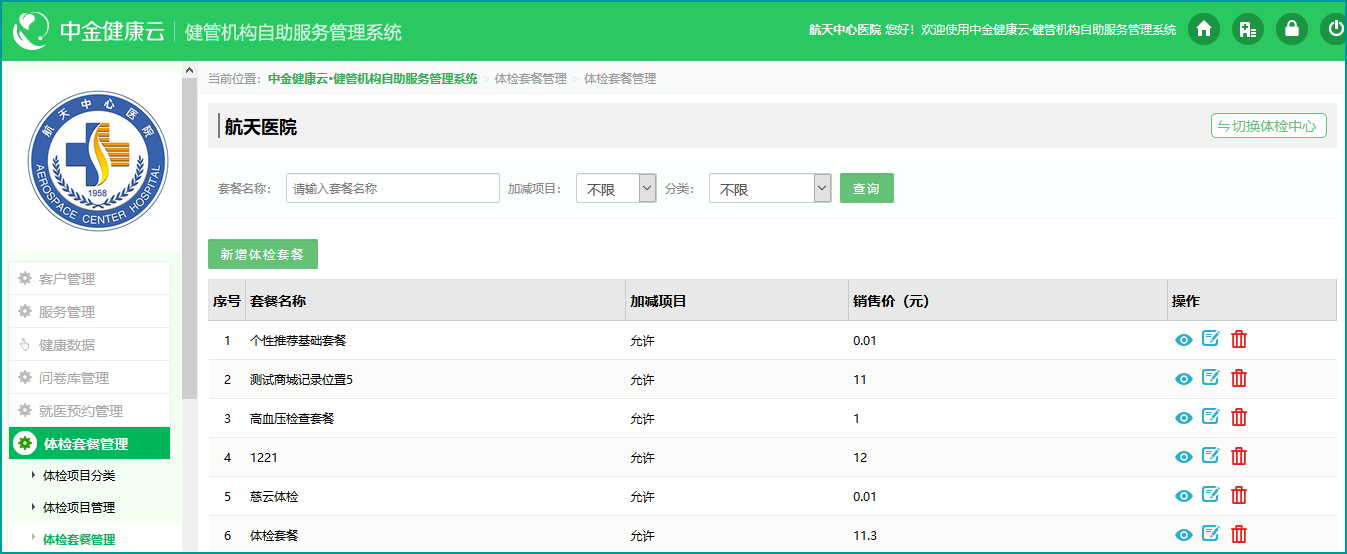 中金健康云 健管机构自助服务管理系统
航天中心医院 您好！欢迎使用中金健康云·健管机构自助服务管理系统
航天中心医院
AEROSPACE CENTER HOSPITAL
1958
客户管理
服务管理
健康数据
问卷库管理
就医预约管理
体检套餐管理
体检项目分类
体检项目管理
体检套餐管理
当前位置：中金健康云·健管机构自助服务管理系统 > 体检套餐管理 > 体检套餐管理
航天医院
⇋切换体检中心
套餐名称： 请输入套餐名称 加减项目： 不限 分类： 不限 查询
新增体检套餐
序号 套餐名称 加减项目 销售价（元） 操作
1 个性推荐基础套餐 允许 0.01
2 测试商城记录位置5 允许 11
3 高血压检查套餐 允许 1
4 1221 允许 12
5 慈云体检 允许 0.01
6 体检套餐 允许 11.3